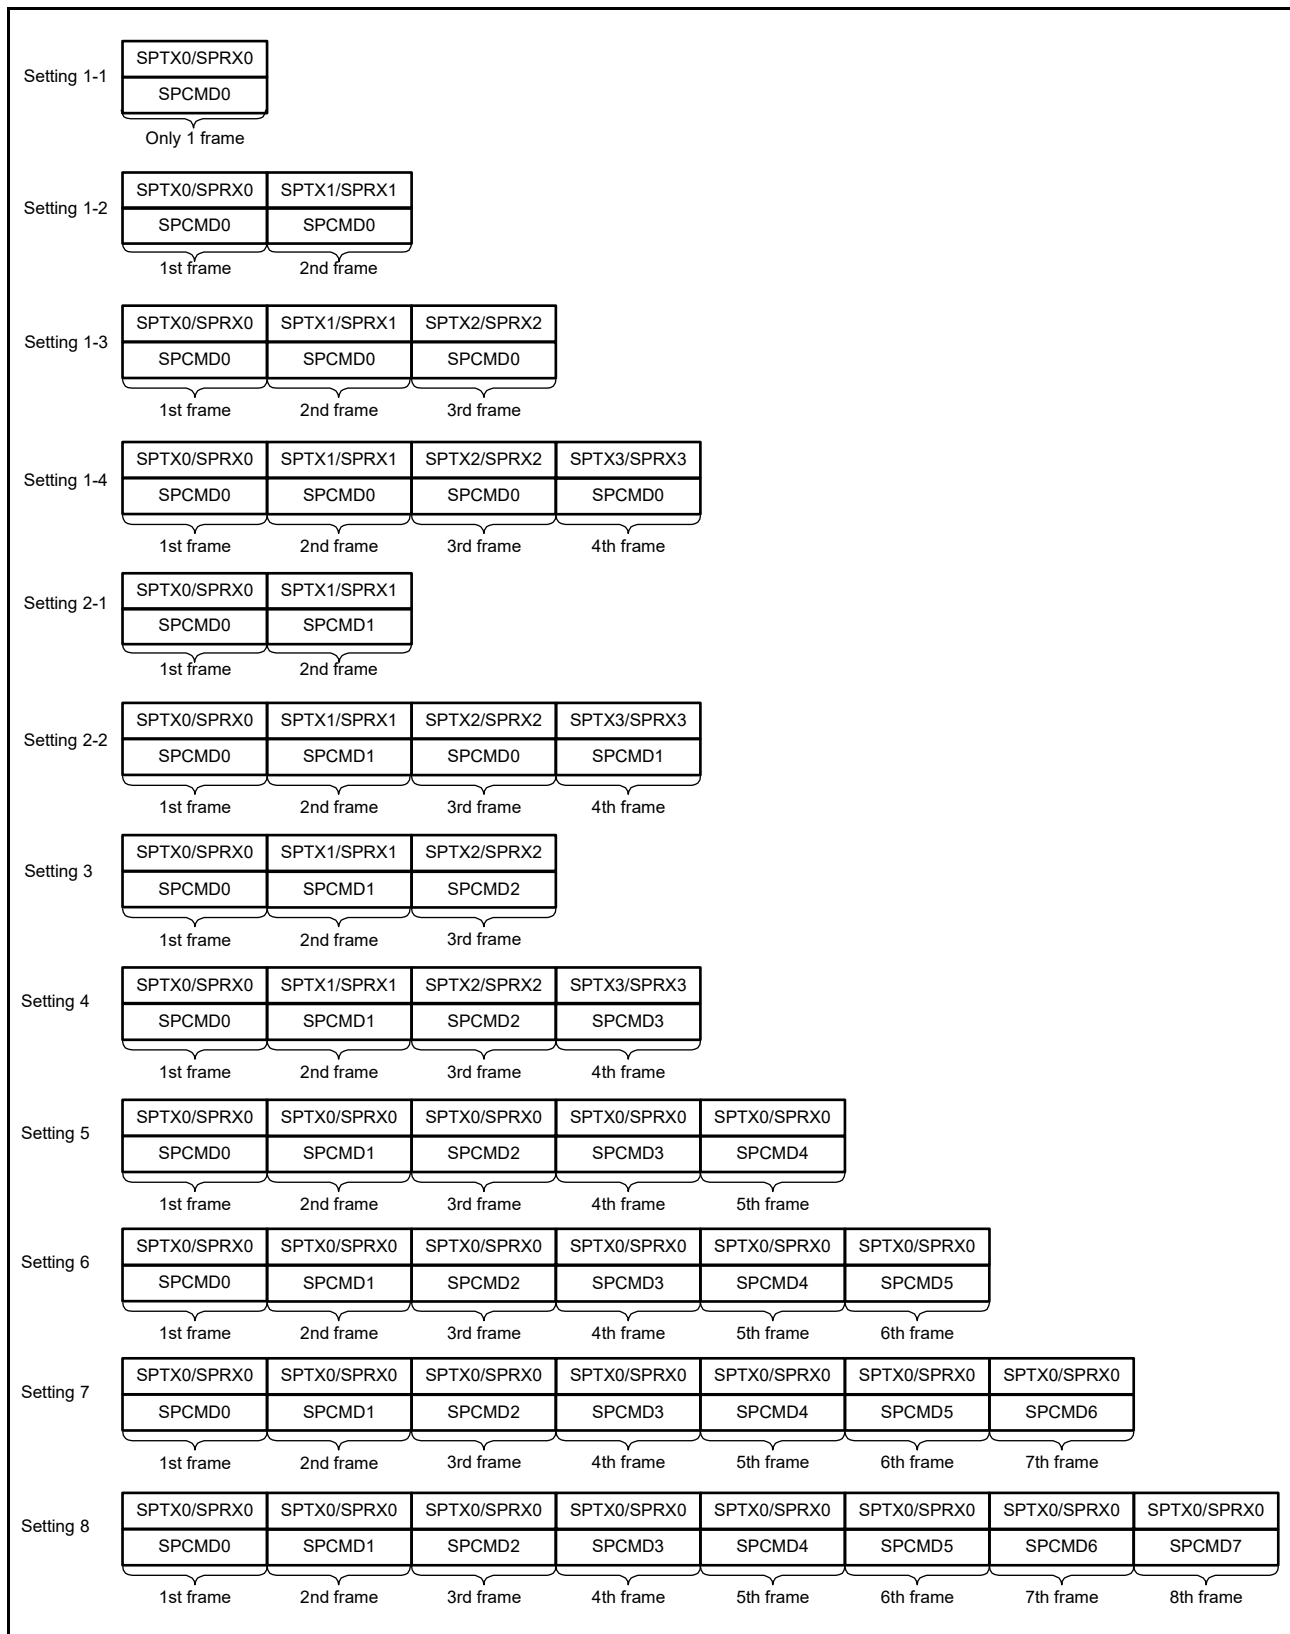 Setting 1-1
SPTX0/SPRX0
SPCMD0
Only 1 frame
Setting 1-2
SPTX0/SPRX0 SPTX1/SPRX1
SPCMD0 SPCMD0
1st frame 2nd frame
Setting 1-3
SPTX0/SPRX0 SPTX1/SPRX1 SPTX2/SPRX2
SPCMD0 SPCMD0 SPCMD0
1st frame 2nd frame 3rd frame
Setting 1-4
SPTX0/SPRX0 SPTX1/SPRX1 SPTX2/SPRX2 SPTX3/SPRX3
SPCMD0 SPCMD0 SPCMD0 SPCMD0
1st frame 2nd frame 3rd frame 4th frame
Setting 2-1
SPTX0/SPRX0 SPTX1/SPRX1
SPCMD0 SPCMD1
1st frame 2nd frame
Setting 2-2
SPTX0/SPRX0 SPTX1/SPRX1 SPTX2/SPRX2 SPTX3/SPRX3
SPCMD0 SPCMD1 SPCMD0 SPCMD1
1st frame 2nd frame 3rd frame 4th frame
Setting 3
SPTX0/SPRX0 SPTX1/SPRX1 SPTX2/SPRX2
SPCMD0 SPCMD1 SPCMD2
1st frame 2nd frame 3rd frame
Setting 4
SPTX0/SPRX0 SPTX1/SPRX1 SPTX2/SPRX2 SPTX3/SPRX3
SPCMD0 SPCMD1 SPCMD2 SPCMD3
1st frame 2nd frame 3rd frame 4th frame
Setting 5
SPTX0/SPRX0 SPTX0/SPRX0 SPTX0/SPRX0 SPTX0/SPRX0 SPTX0/SPRX0
SPCMD0 SPCMD1 SPCMD2 SPCMD3 SPCMD4
1st frame 2nd frame 3rd frame 4th frame 5th frame
Setting 6
SPTX0/SPRX0 SPTX0/SPRX0 SPTX0/SPRX0 SPTX0/SPRX0 SPTX0/SPRX0 SPTX0/SPRX0
SPCMD0 SPCMD1 SPCMD2 SPCMD3 SPCMD4 SPCMD5
1st frame 2nd frame 3rd frame 4th frame 5th frame 6th frame
Setting 7
SPTX0/SPRX0 SPTX0/SPRX0 SPTX0/SPRX0 SPTX0/SPRX0 SPTX0/SPRX0 SPTX0/SPRX0 SPTX0/SPRX0
SPCMD0 SPCMD1 SPCMD2 SPCMD3 SPCMD4 SPCMD5 SPCMD6
1st frame 2nd frame 3rd frame 4th frame 5th frame 6th frame 7th frame
Setting 8
SPTX0/SPRX0 SPTX0/SPRX0 SPTX0/SPRX0 SPTX0/SPRX0 SPTX0/SPRX0 SPTX0/SPRX0 SPTX0/SPRX0 SPTX0/SPRX0
SPCMD0 SPCMD1 SPCMD2 SPCMD3 SPCMD4 SPCMD5 SPCMD6 SPCMD7
1st frame 2nd frame 3rd frame 4th frame 5th frame 6th frame 7th frame 8th frame